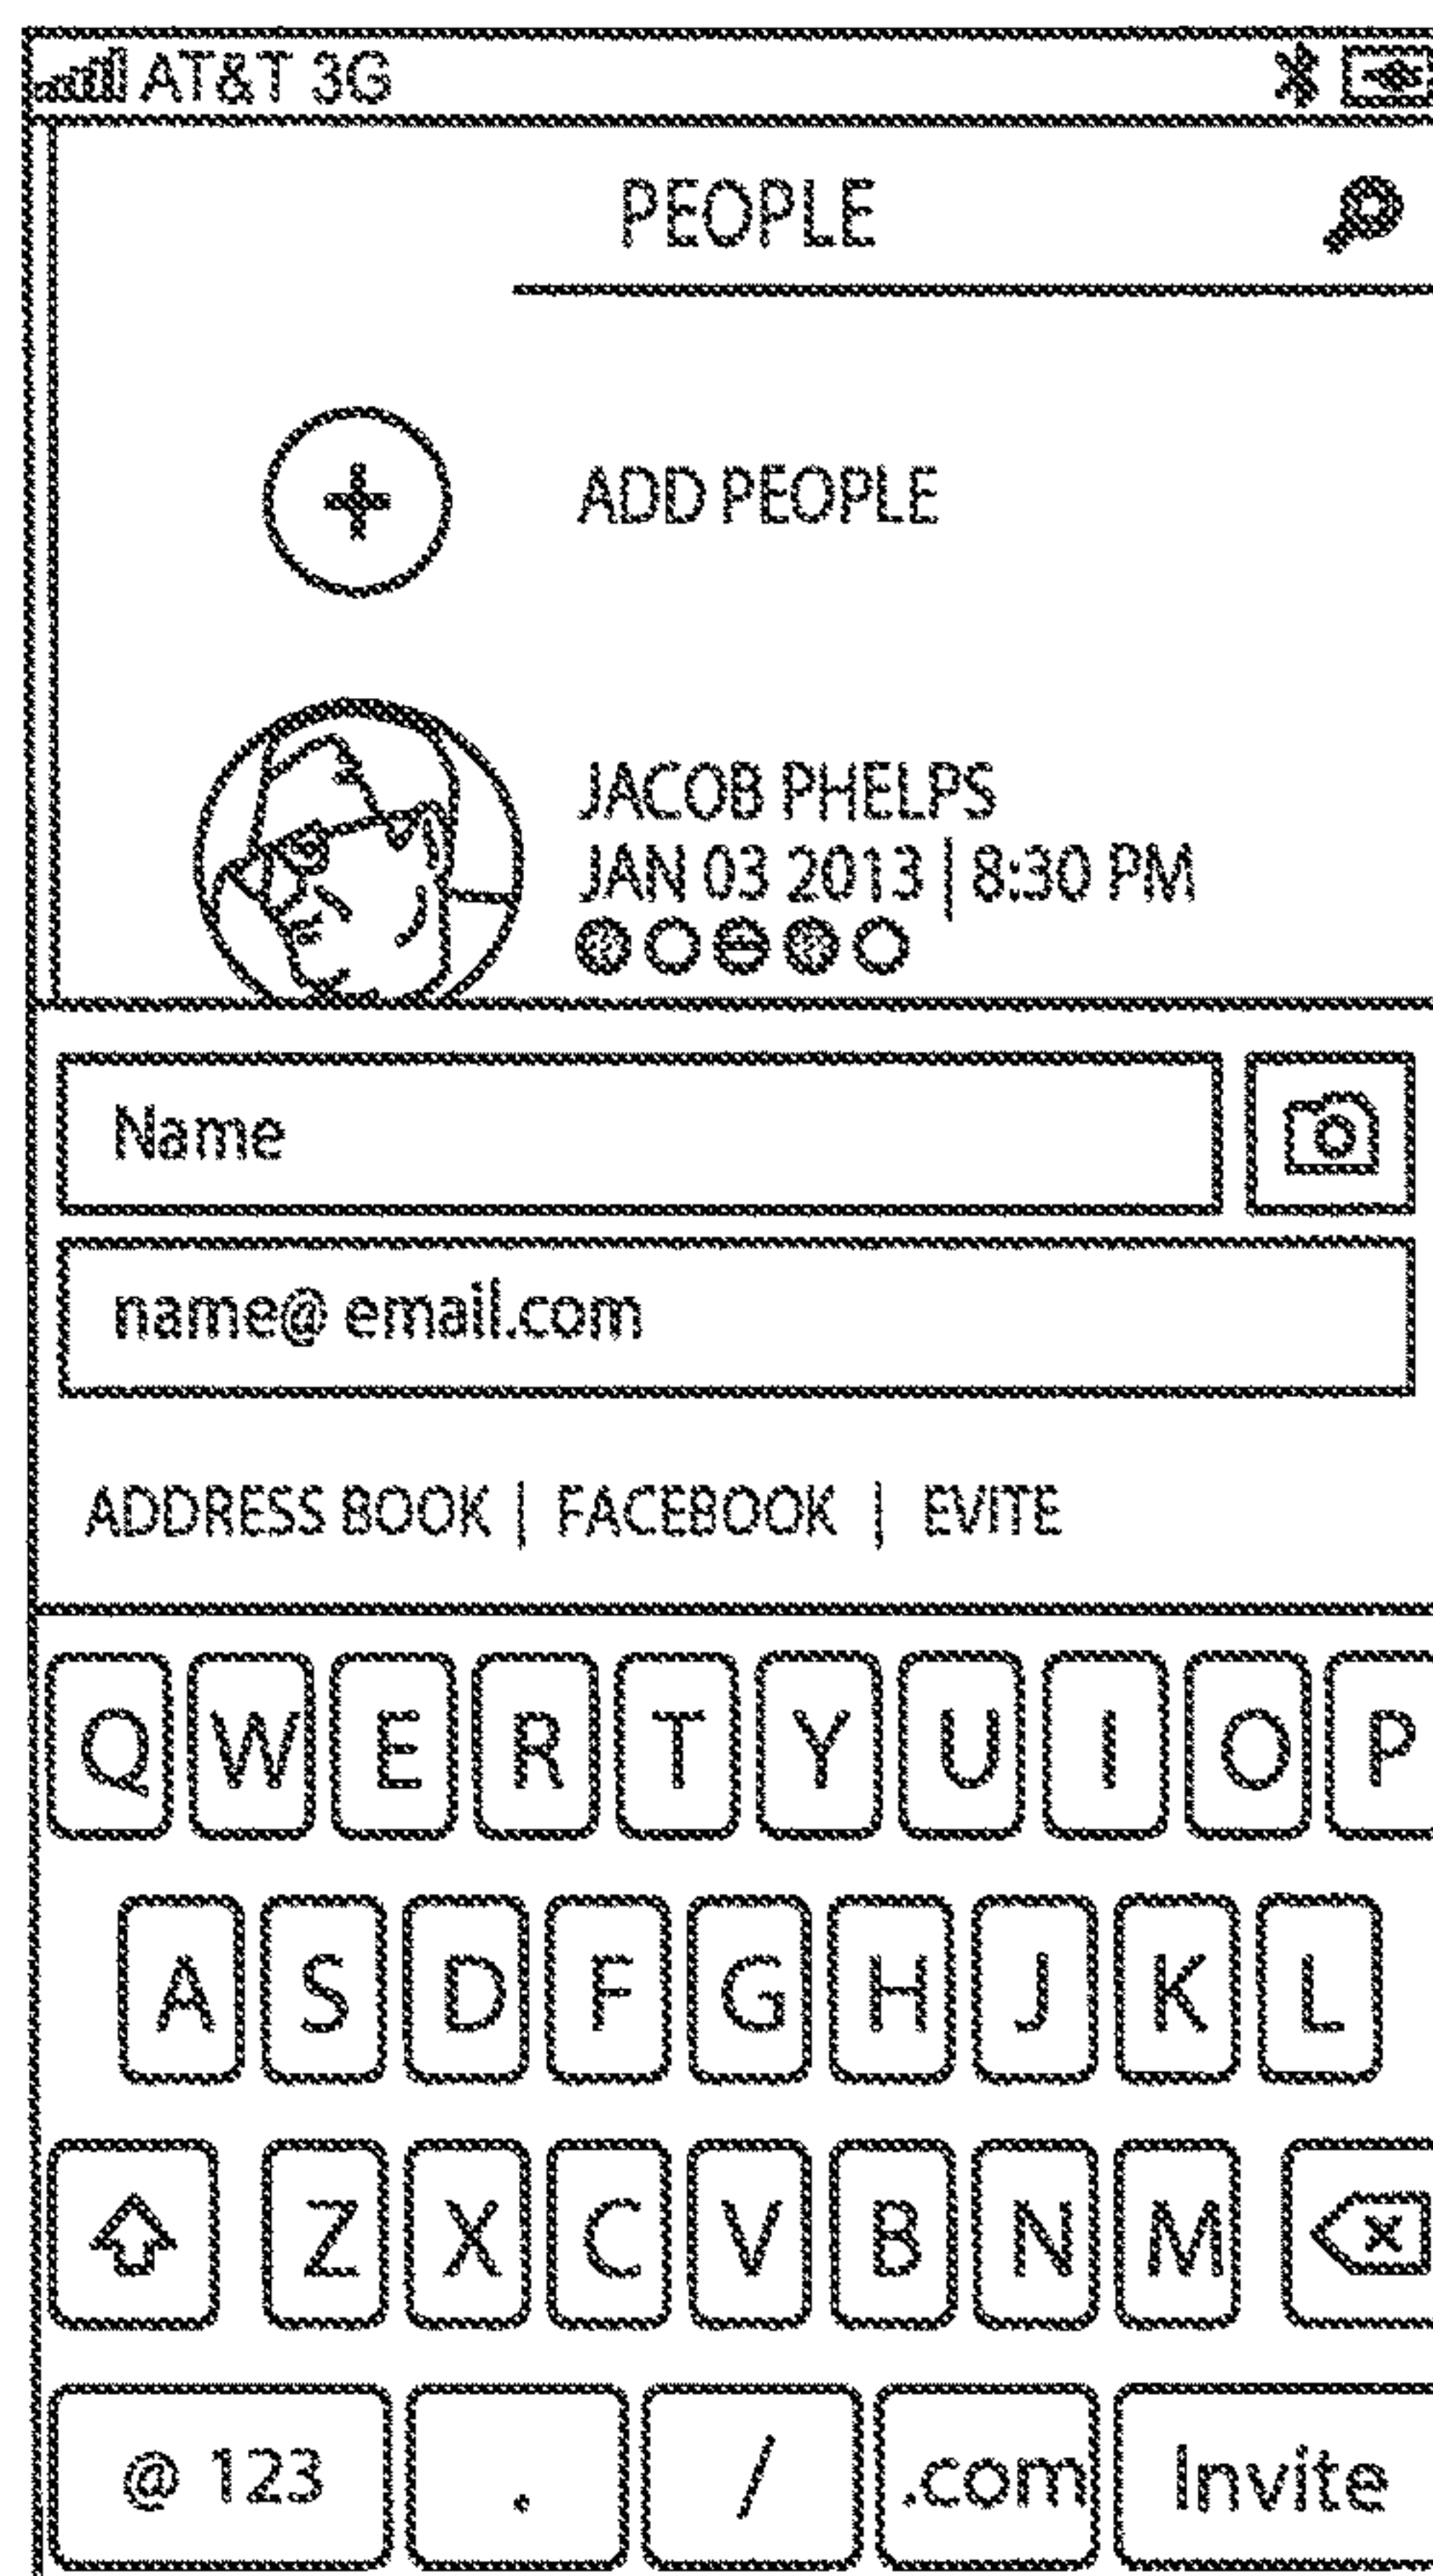 AT&T 3G
PEOPLE
ADD PEOPLE
JACOB PHELPS
JAN 03 2013 | 8:30 PM
Name
name@ email.com
ADDRESS BOOK | FACEBOOK | EVITE
Q W E R T Y U I O P
A S D F G H J K L
Z X C V B N M
@ 123 . / .com Invite